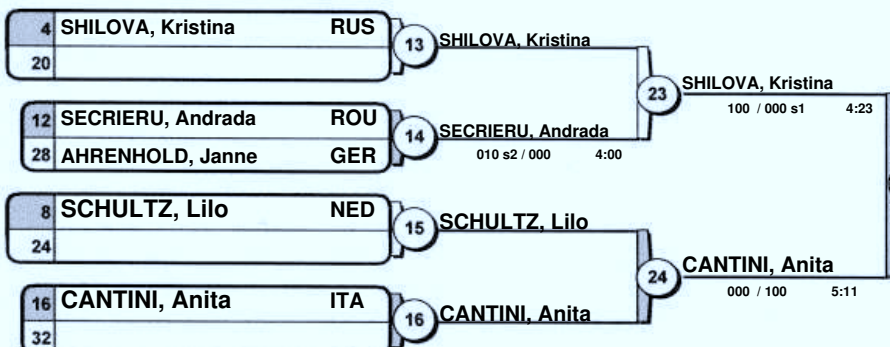 4 SHILOVA, Kristina RUS
20
13 SHILOVA, Kristina
12 SECRIERU, Andrada ROU
28 AHRENHOLD, Janne GER
14 SECRIERU, Andrada
010 s2 / 000 4:00
23 SHILOVA, Kristina
100 / 000 s1 4:23
8 SCHULTZ, Lilo NED
24
15 SCHULTZ, Lilo
16 CANTINI, Anita ITA
32
16 CANTINI, Anita
24 CANTINI, Anita
000 / 100 5:11